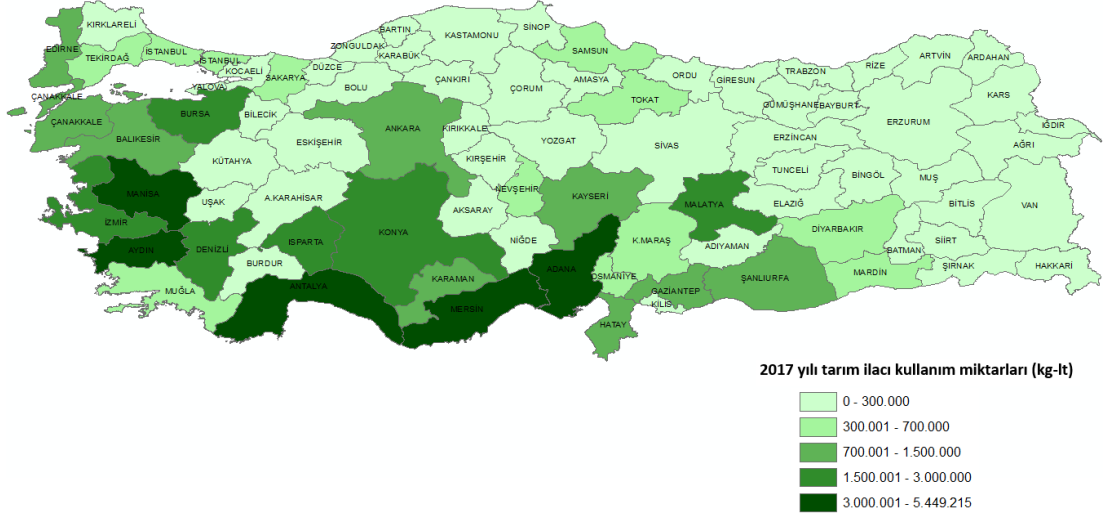 BARTIN
SİNOP
KIRKLARELİ
ZONGULDAK
KASTAMONU
EDİRNE
TEKİRDAĞ
İSTANBUL
İSTANBUL
KARABÜK
SAMSUN
ARTVİN
ARDAHAN
KOCAELİ
SAKARYA
DÜZCE
RİZE
YALOVA
BOLU
ÇANKIRI
AMASYA
ORDU
GİRESUN
TRABZON
ÇANAKKALE
ÇORUM
TOKAT
GÜMÜŞHANE
BAYBURT
KARS
ÇANAKKALE
BURSA
BİLECİK
ANKARA
KIRIKKALE
ERZURUM
IĞDIR
BALIKESİR
ESKİŞEHİR
YOZGAT
SİVAS
ERZİNCAN
AĞRI
KÜTAHYA
KIRŞEHİR
TUNCELİ
BİNGÖL
MUŞ
MANİSA
UŞAK
A.KARAHİSAR
NEVŞEHİR
KAYSERİ
MALATYA
ELAZIĞ
BİTLİS
VAN
AKSARAY
İZMİR
AYDIN
DENİZLİ
ISPARTA
KONYA
NİĞDE
K.MARAŞ
ADIYAMAN
DİYARBAKIR
BATMAN
SİİRT
BURDUR
ADANA
OSMANİYE
ŞIRNAK
HAKKARİ
MUĞLA
ANTALYA
KARAMAN
GAZİANTEP
ŞANLIURFA
MARDİN
MERSİN
KİLİS
HATAY
2017 yılı tarım ilacı kullanım miktarları (kg-lt)
0 - 300.000
300.001 - 700.000
700.001 - 1.500.000
1.500.001 - 3.000.000
3.000.001 - 5.449.215